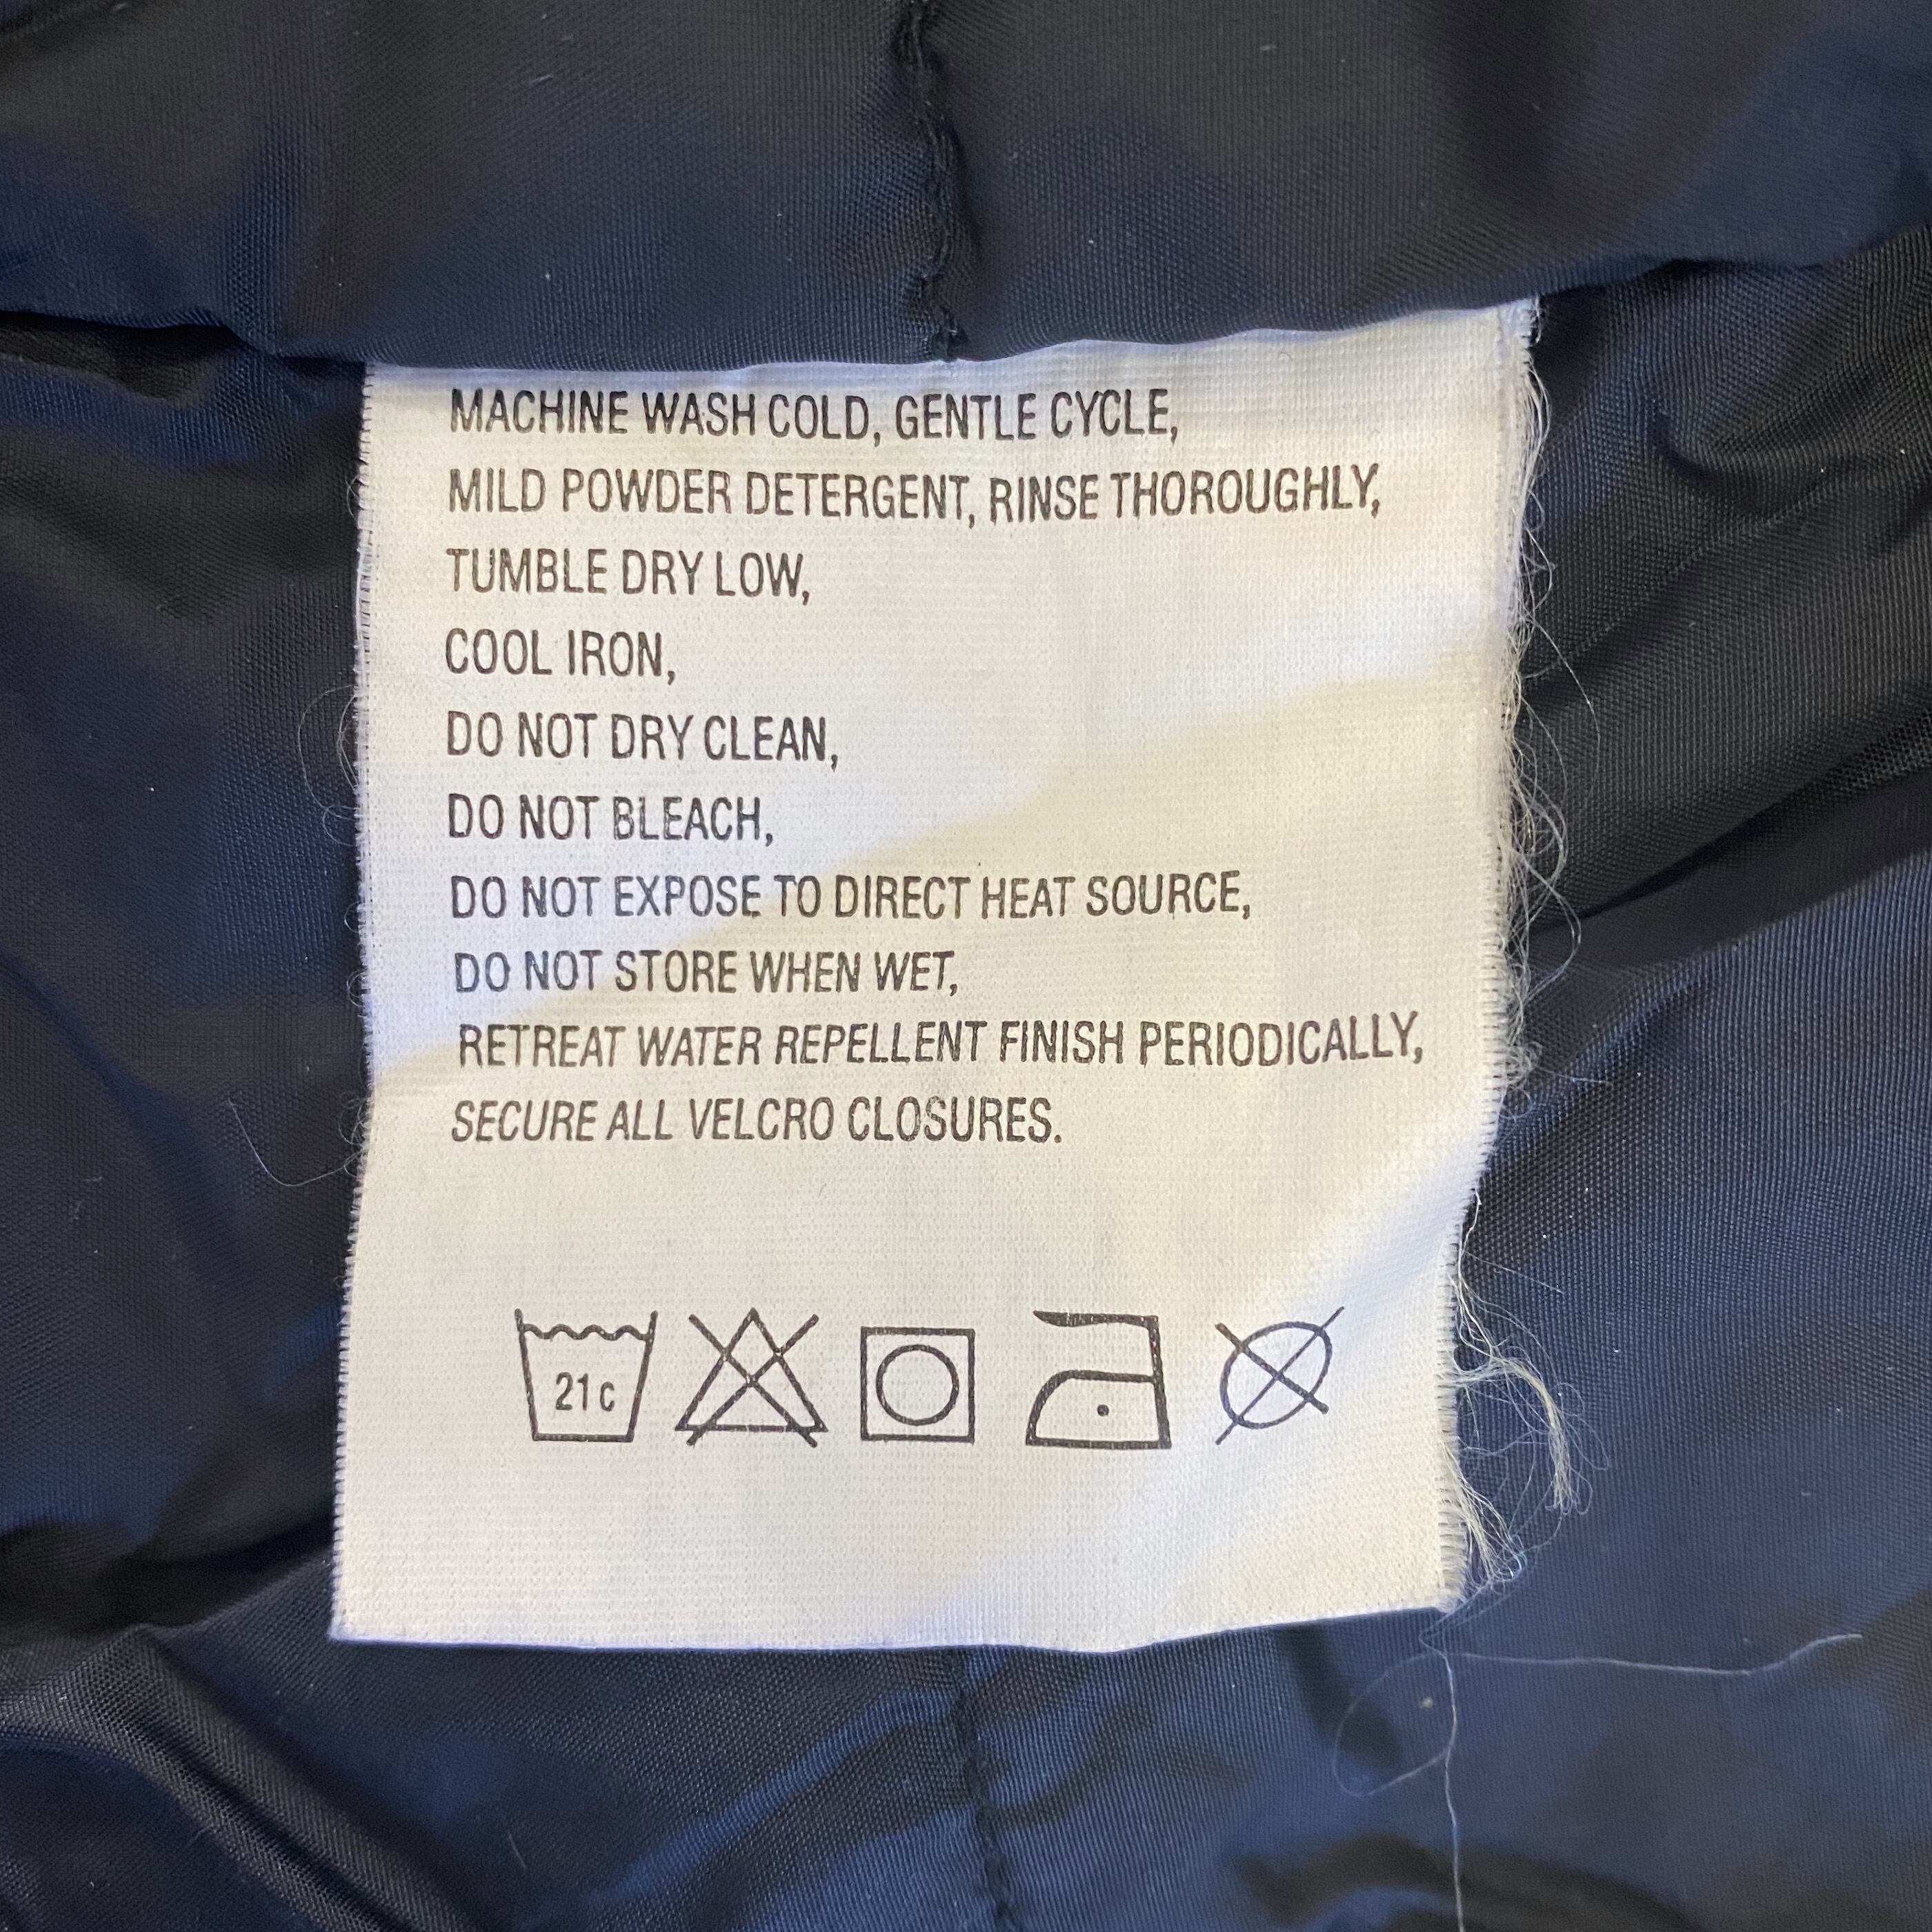 MACHINE WASH COLD, GENTLE CYCLE,
MILD POWDER DETERGENT, RINSE THOROUGHLY,
TUMBLE DRY LOW,
COOL IRON,
DO NOT DRY CLEAN,
DO NOT BLEACH,
DO NOT EXPOSE TO DIRECT HEAT SOURCE,
DO NOT STORE WHEN WET,
RETREAT WATER REPELLENT FINISH PERIODICALLY,
SECURE ALL VELCRO CLOSURES.
21c